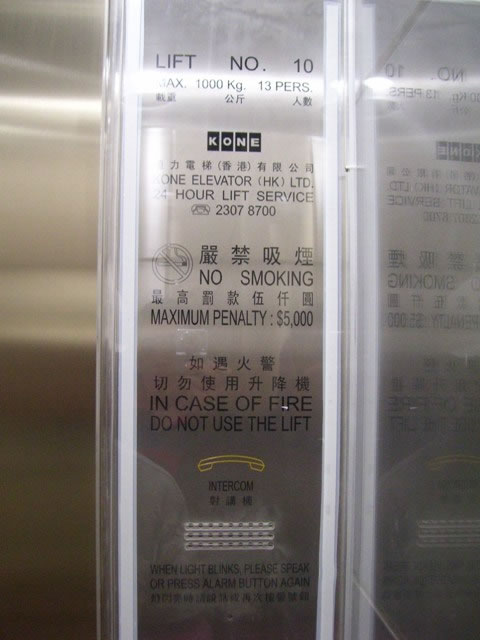 LIFT NO. 10
MAX. 1000 Kg. 13 PERS.
載重 公斤 人數
KONE
力電梯(香港)有限公司
KONE ELEVATOR (HK) LTD.
24 HOUR LIFT SERVICE
2307 8700
嚴禁吸煙
NO SMOKING
最高罰款伍仟圓
MAXIMUM PENALTY : $5,000
如遇火警
切勿使用升降機
IN CASE OF FIRE
DO NOT USE THE LIFT
INTERCOM
對講機
WHEN LIGHT BLINKS, PLEASE SPEAK
OR PRESS ALARM BUTTON AGAIN